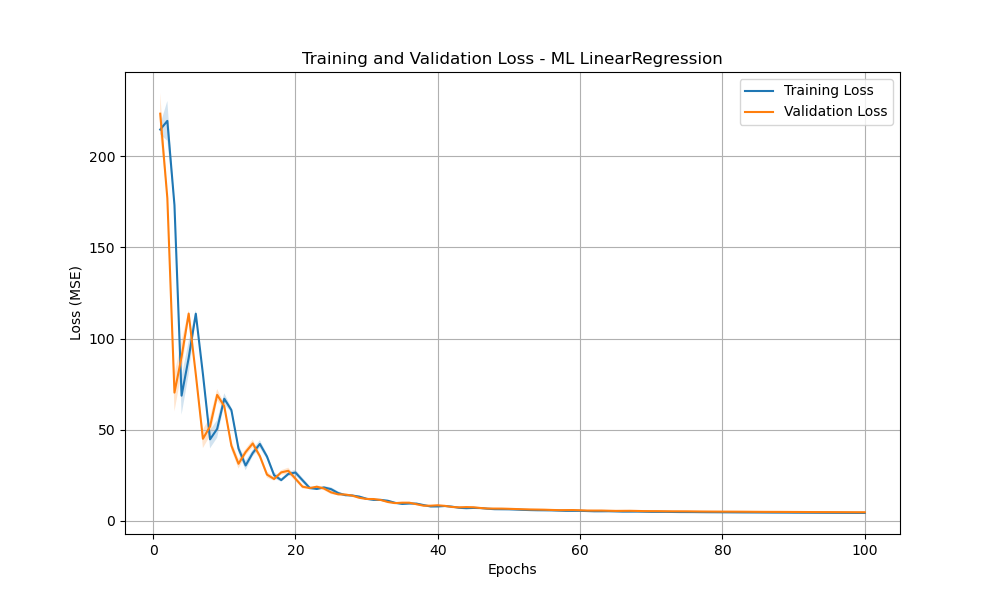 Training and Validation Loss - ML LinearRegression
Training Loss
Validation Loss
Loss (MSE)
200
150
100
50
0
0 20 40 60 80 100
Epochs